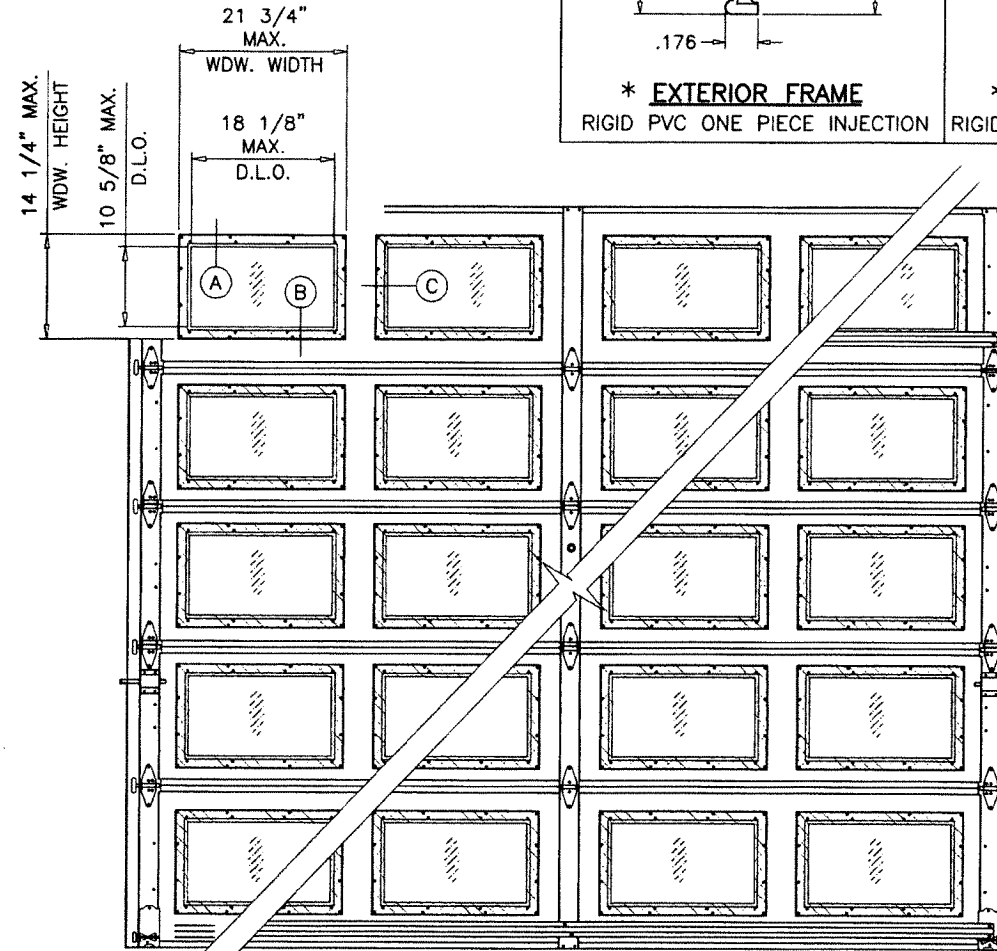 21 3/4"
MAX.
WDW. WIDTH
18 1/8"
MAX.
D.L.O.
14 1/4" MAX.
WDW. HEIGHT
10 5/8" MAX.
D.L.O.
.176
* EXTERIOR FRAME
RIGID PVC ONE PIECE INJECTION
*
RIGID
A
B
C